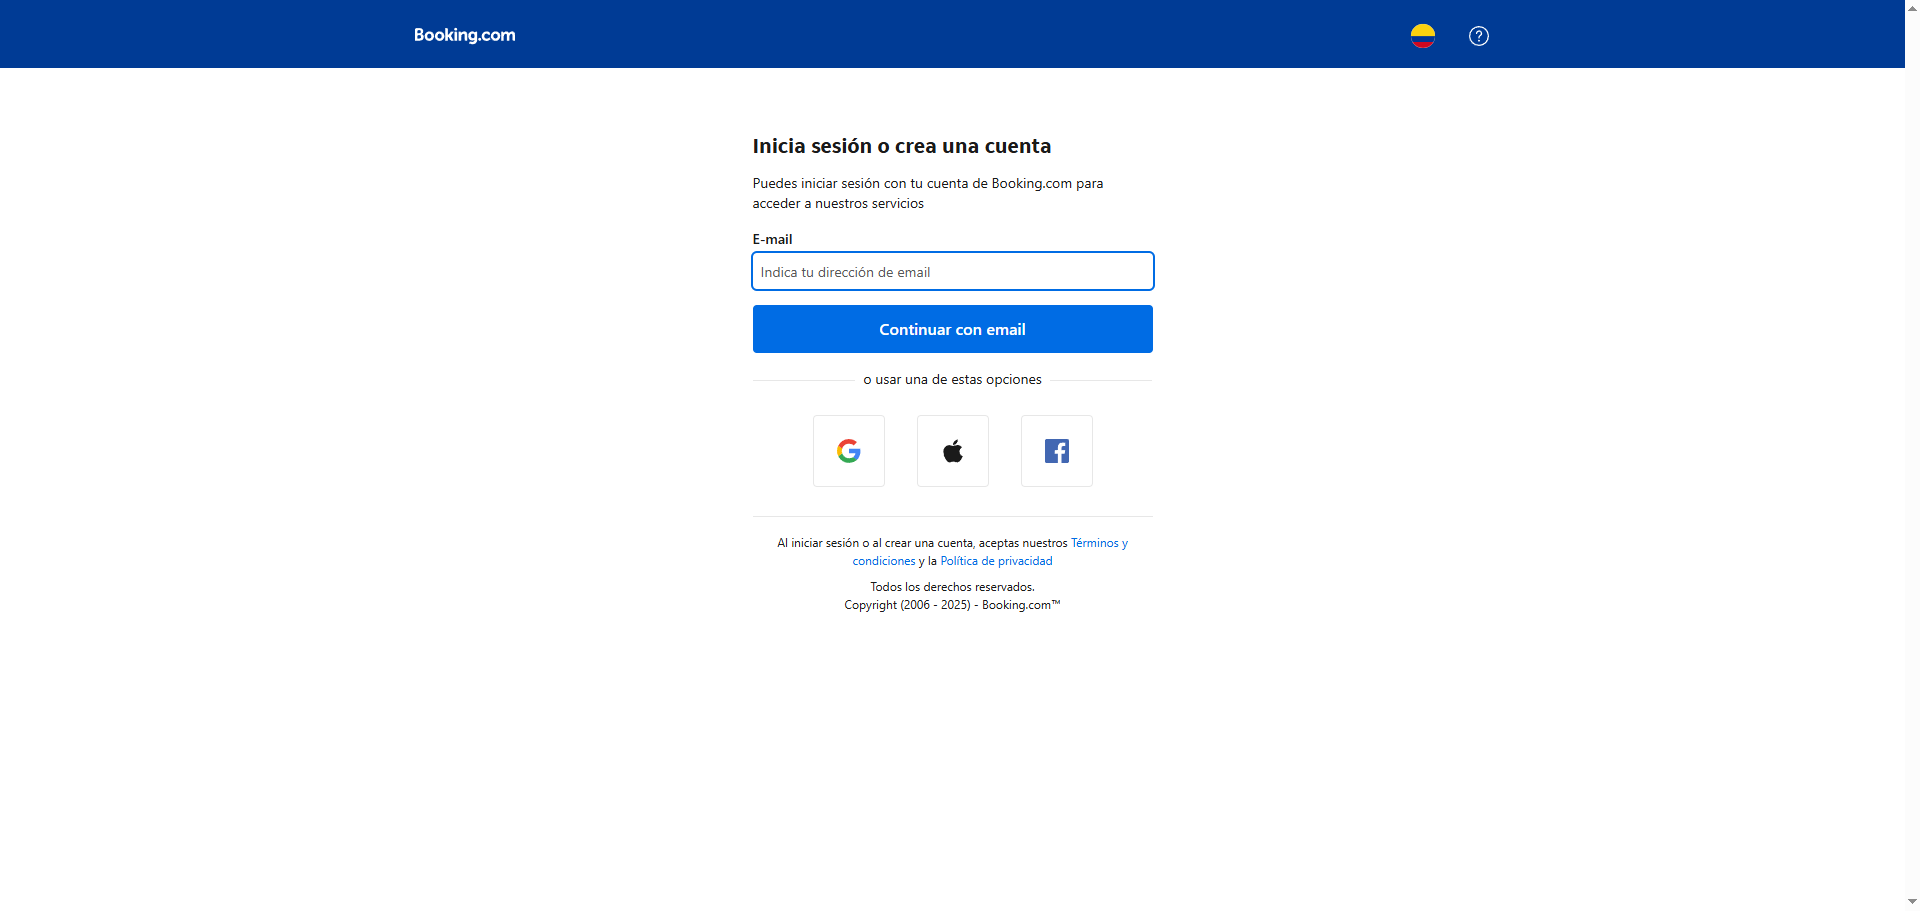 Booking.com
Inicia sesión o crea una cuenta
Puedes iniciar sesión con tu cuenta de Booking.com para
acceder a nuestros servicios
E-mail
Indica tu dirección de email
Continuar con email
o usar una de estas opciones
Al iniciar sesión o al crear una cuenta, aceptas nuestros Términos y
condiciones y la Política de privacidad
Todos los derechos reservados.
Copyright (2006 - 2025) - Booking.com™